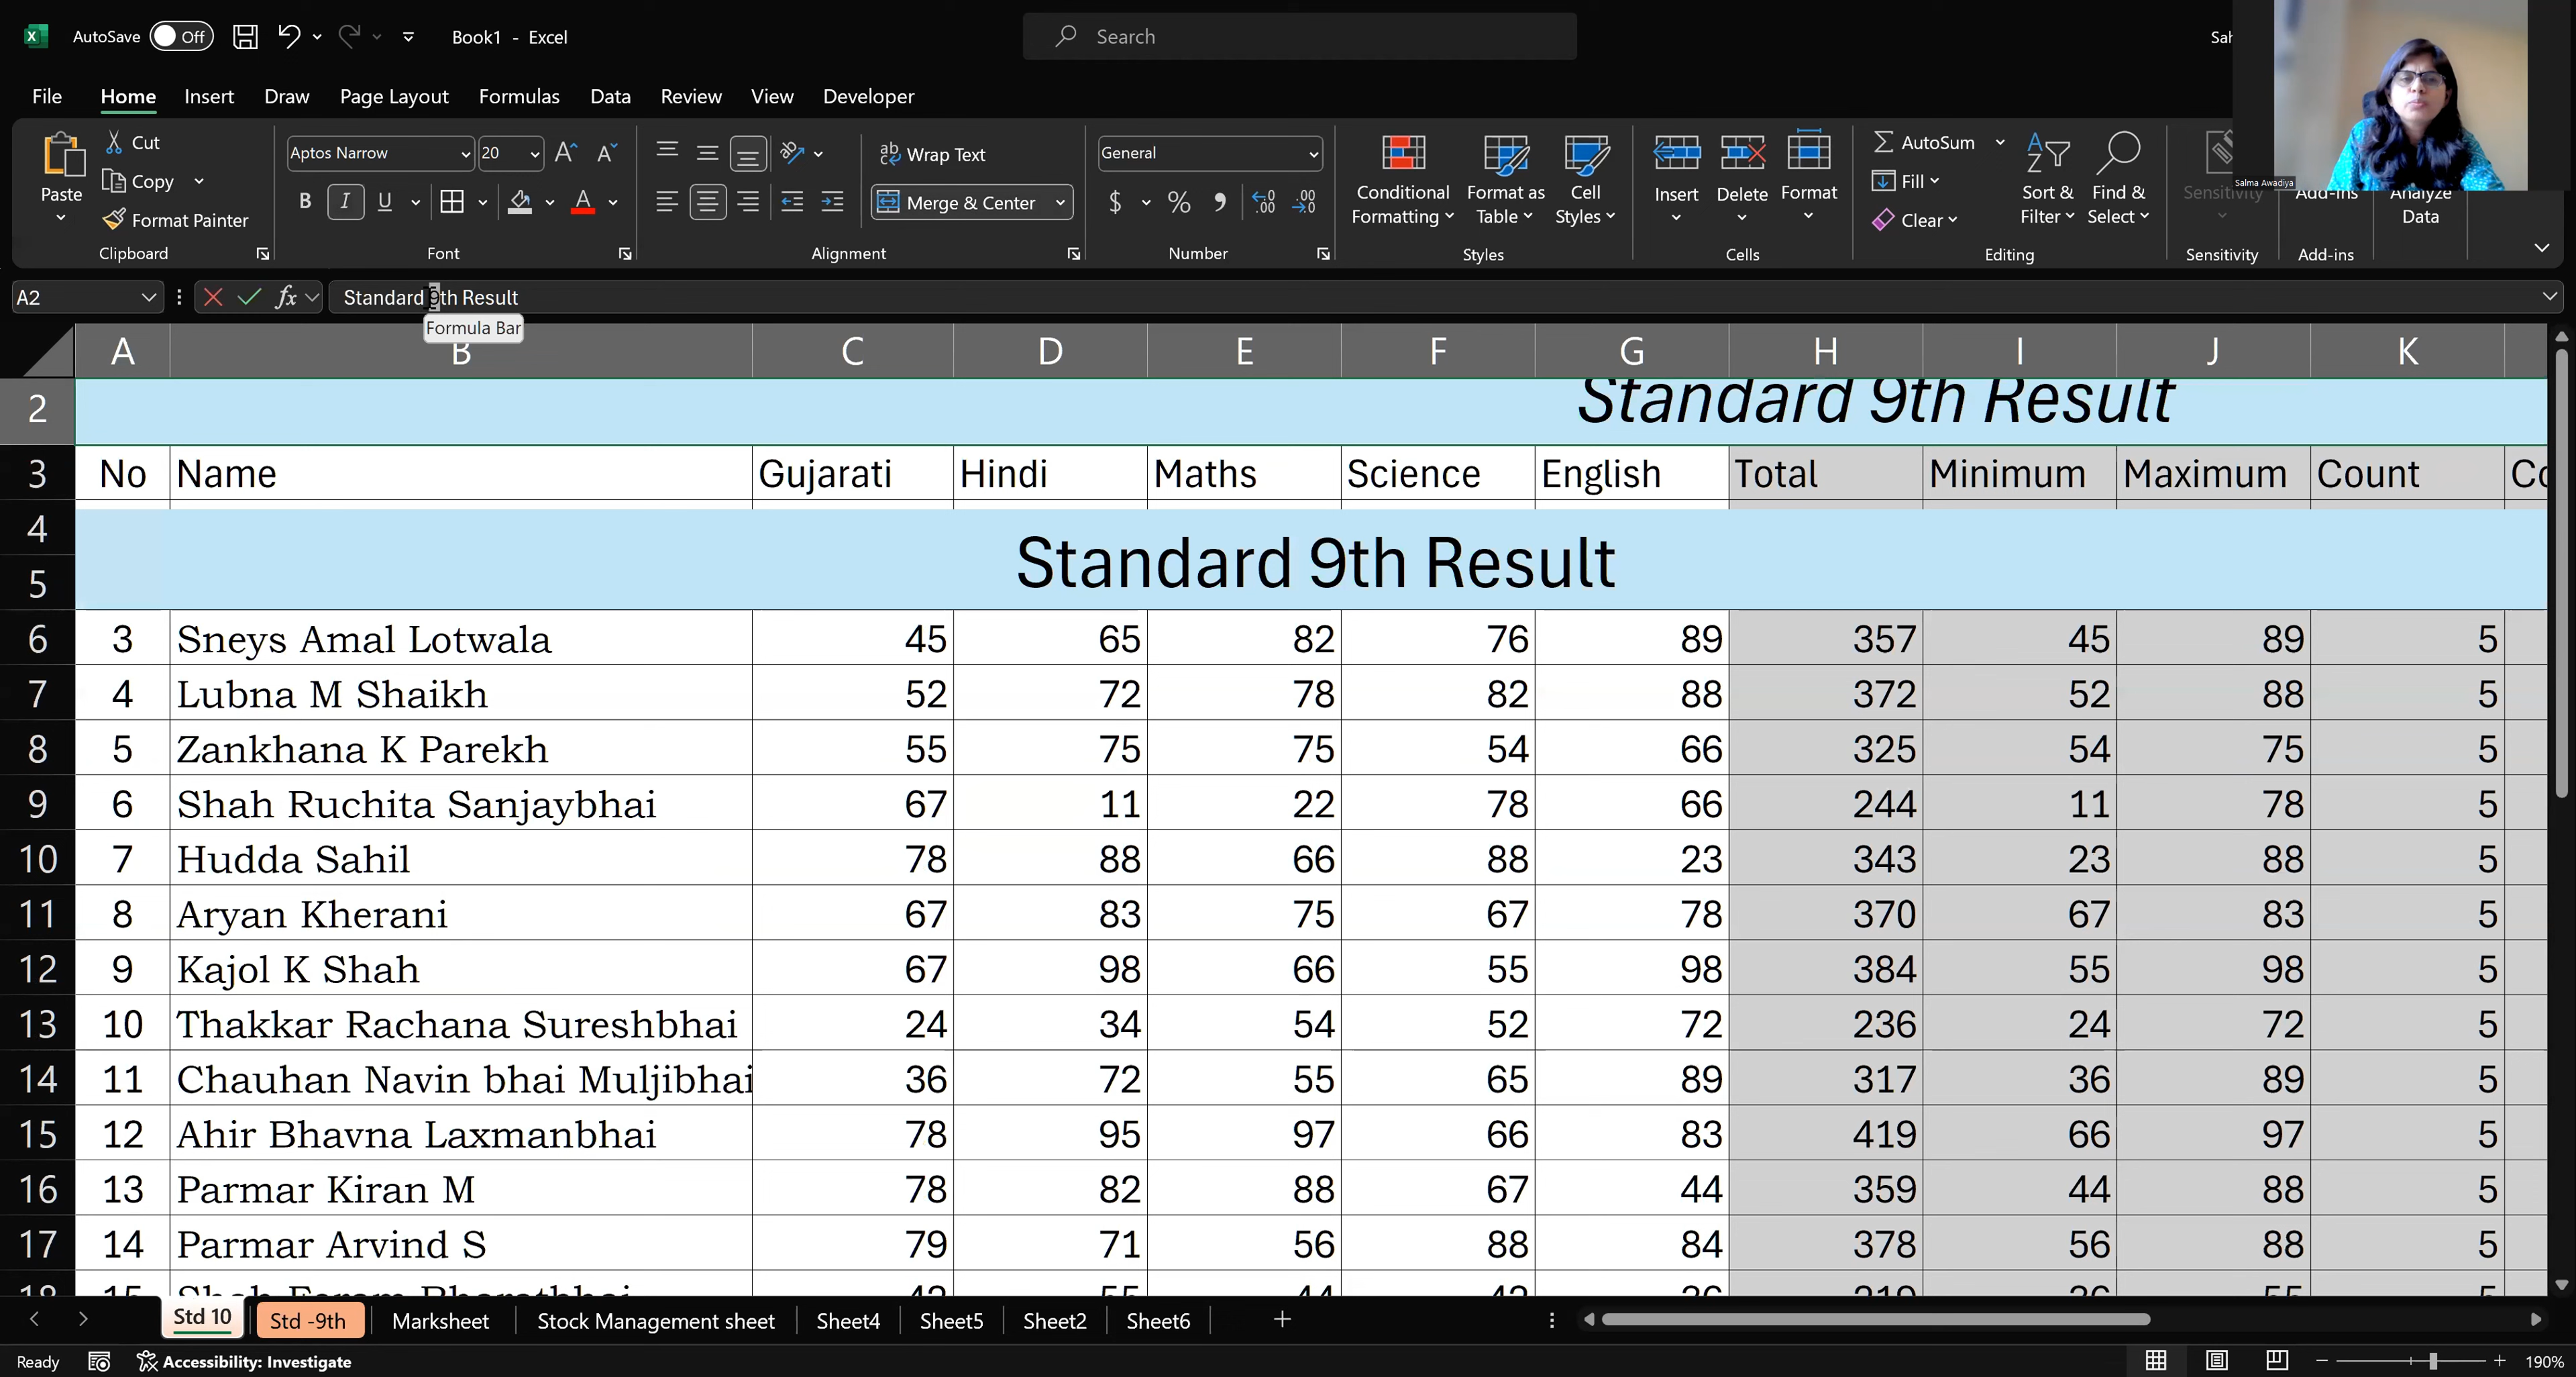 AutoSave Off Book1 - Excel Search
File Home Insert Draw Page Layout Formulas Data Review View Developer
Paste Cut Copy Format Painter Clipboard
Aptos Narrow 20 B I U Font
Wrap Text Merge & Center Alignment
General $ % Number
Conditional Formatting Format as Table Cell Styles Styles
Insert Delete Format Cells
AutoSum Fill Clear Sort & Filter Find & Select Editing
Sensitivity Sensitivity Add-ins Add-ins Analyze Data
Salma Awadiya
A2 fx Standard 9th Result
Formula Bar
A B C D E F G H I J K
2 Standard 9th Result
3 No Name Gujarati Hindi Maths Science English Total Minimum Maximum Count
4
Standard 9th Result
5
6 3 Sneys Amal Lotwala 45 65 82 76 89 357 45 89 5
7 4 Lubna M Shaikh 52 72 78 82 88 372 52 88 5
8 5 Zankhana K Parekh 55 75 75 54 66 325 54 75 5
9 6 Shah Ruchita Sanjaybhai 67 11 22 78 66 244 11 78 5
10 7 Hudda Sahil 78 88 66 88 23 343 23 88 5
11 8 Aryan Kherani 67 83 75 67 78 370 67 83 5
12 9 Kajol K Shah 67 98 66 55 98 384 55 98 5
13 10 Thakkar Rachana Sureshbhai 24 34 54 52 72 236 24 72 5
14 11 Chauhan Navin bhai Muljibhai 36 72 55 65 89 317 36 89 5
15 12 Ahir Bhavna Laxmanbhai 78 95 97 66 83 419 66 97 5
16 13 Parmar Kiran M 78 82 88 67 44 359 44 88 5
17 14 Parmar Arvind S 79 71 56 88 84 378 56 88 5
Std 10 Std -9th Marksheet Stock Management sheet Sheet4 Sheet5 Sheet2 Sheet6
Ready Accessibility: Investigate 190%